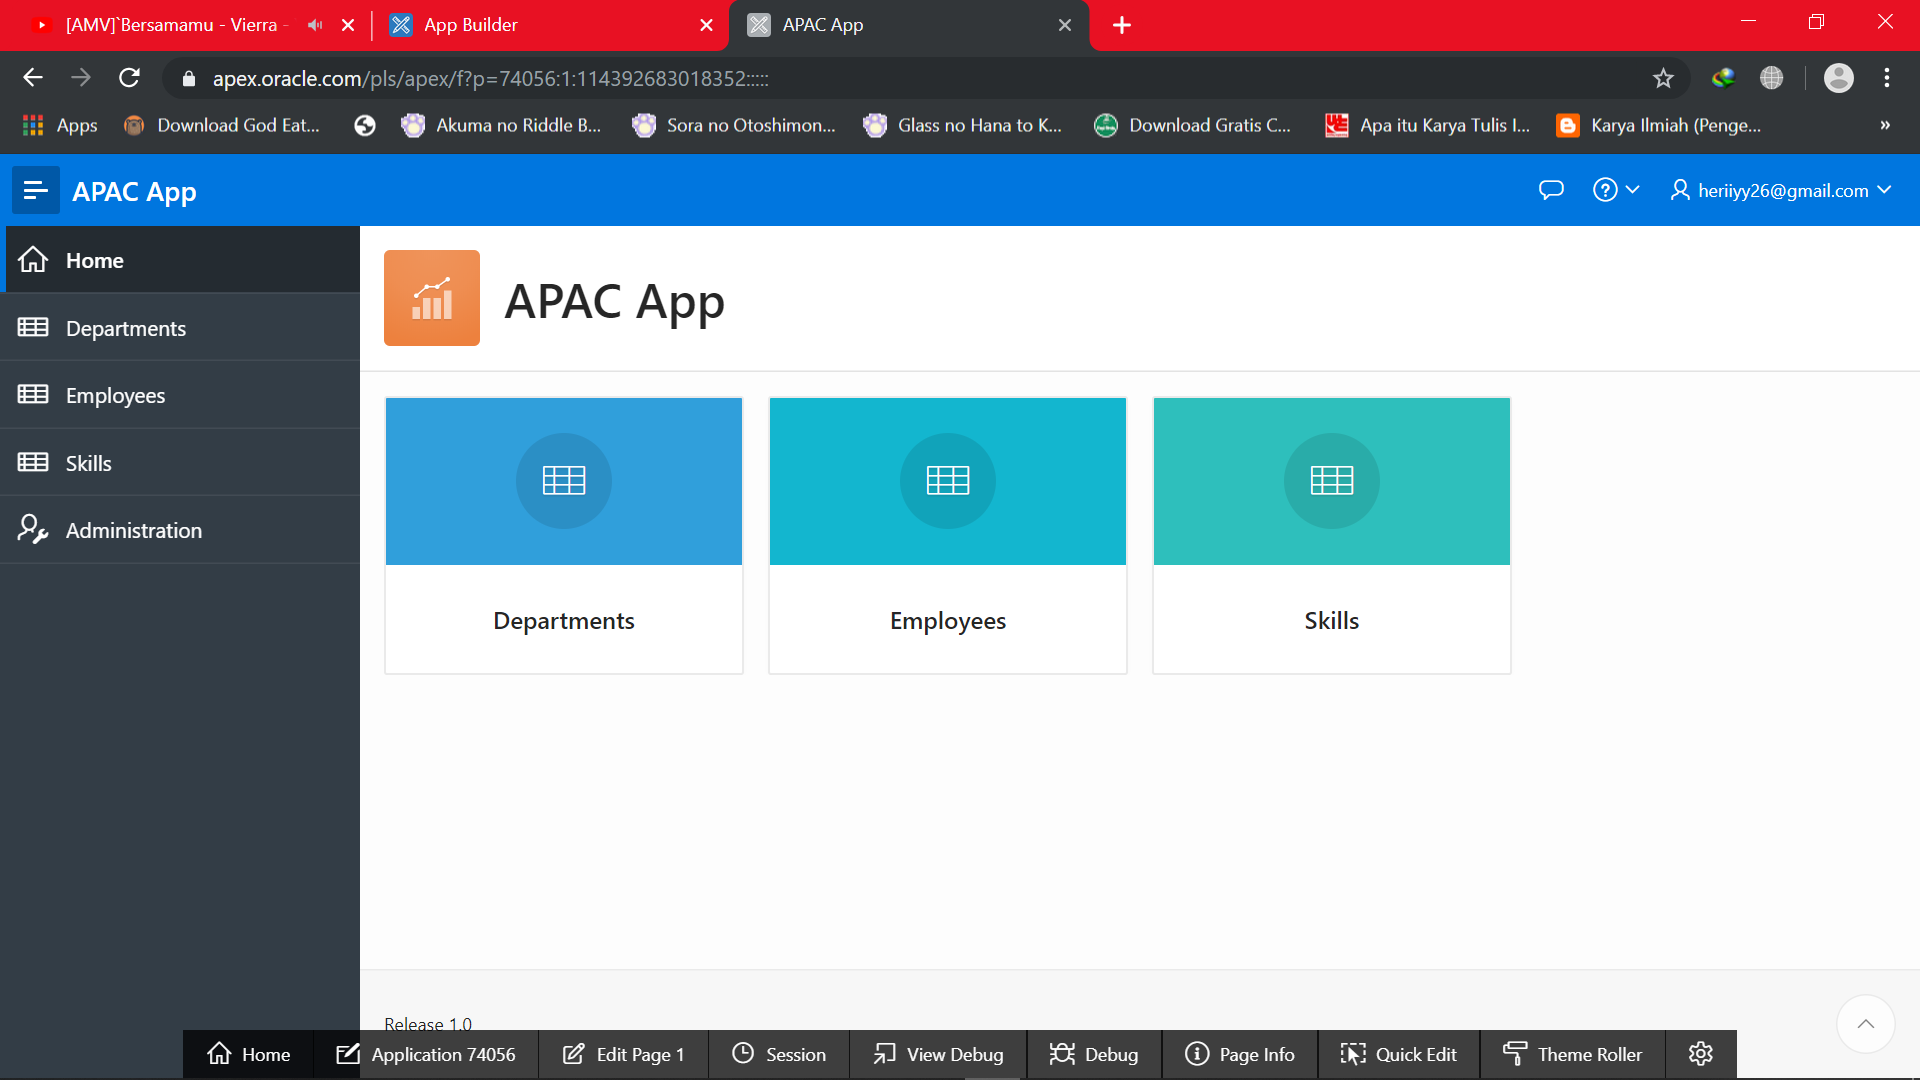 [AMV]`Bersamamu - Vierra -
App Builder
APAC App
apex.oracle.com/pls/apex/f?p=74056:1:114392683018352:::::
Apps
Download God Eat...
Akuma no Riddle B...
Sora no Otoshimon...
Glass no Hana to K...
Download Gratis C...
Apa itu Karya Tulis I...
Karya Ilmiah (Penge...
»
APAC App
heriiyy26@gmail.com
Home
Departments
Employees
Skills
Administration
APAC App
Departments
Employees
Skills
Release 1.0
Home
Application 74056
Edit Page 1
Session
View Debug
Debug
Page Info
Quick Edit
Theme Roller